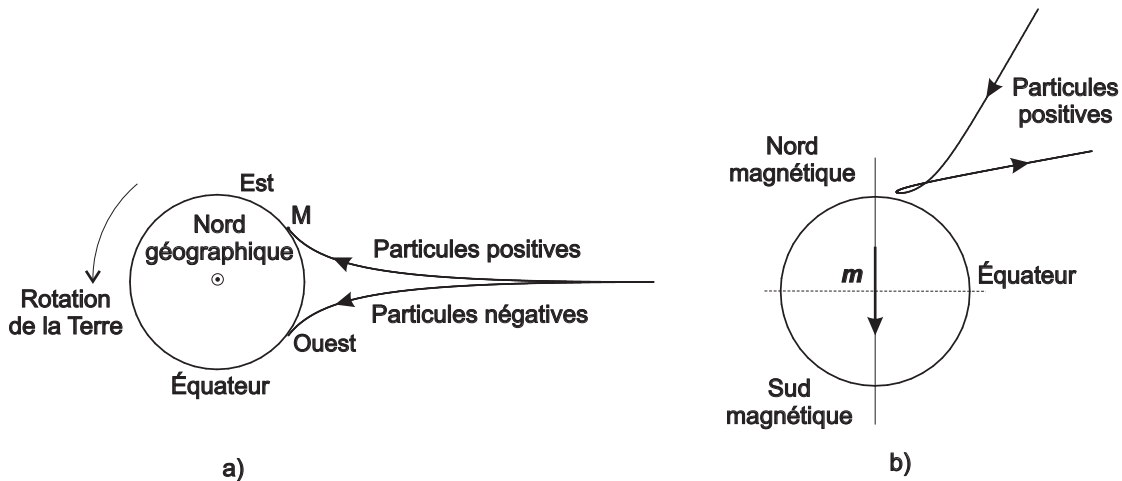 Est
M
Nord
géographique
Particules positives
Rotation
de la Terre
Particules négatives
Ouest
Équateur
a)
Particules
positives
Nord
magnétique
m
Équateur
Sud
magnétique
b)